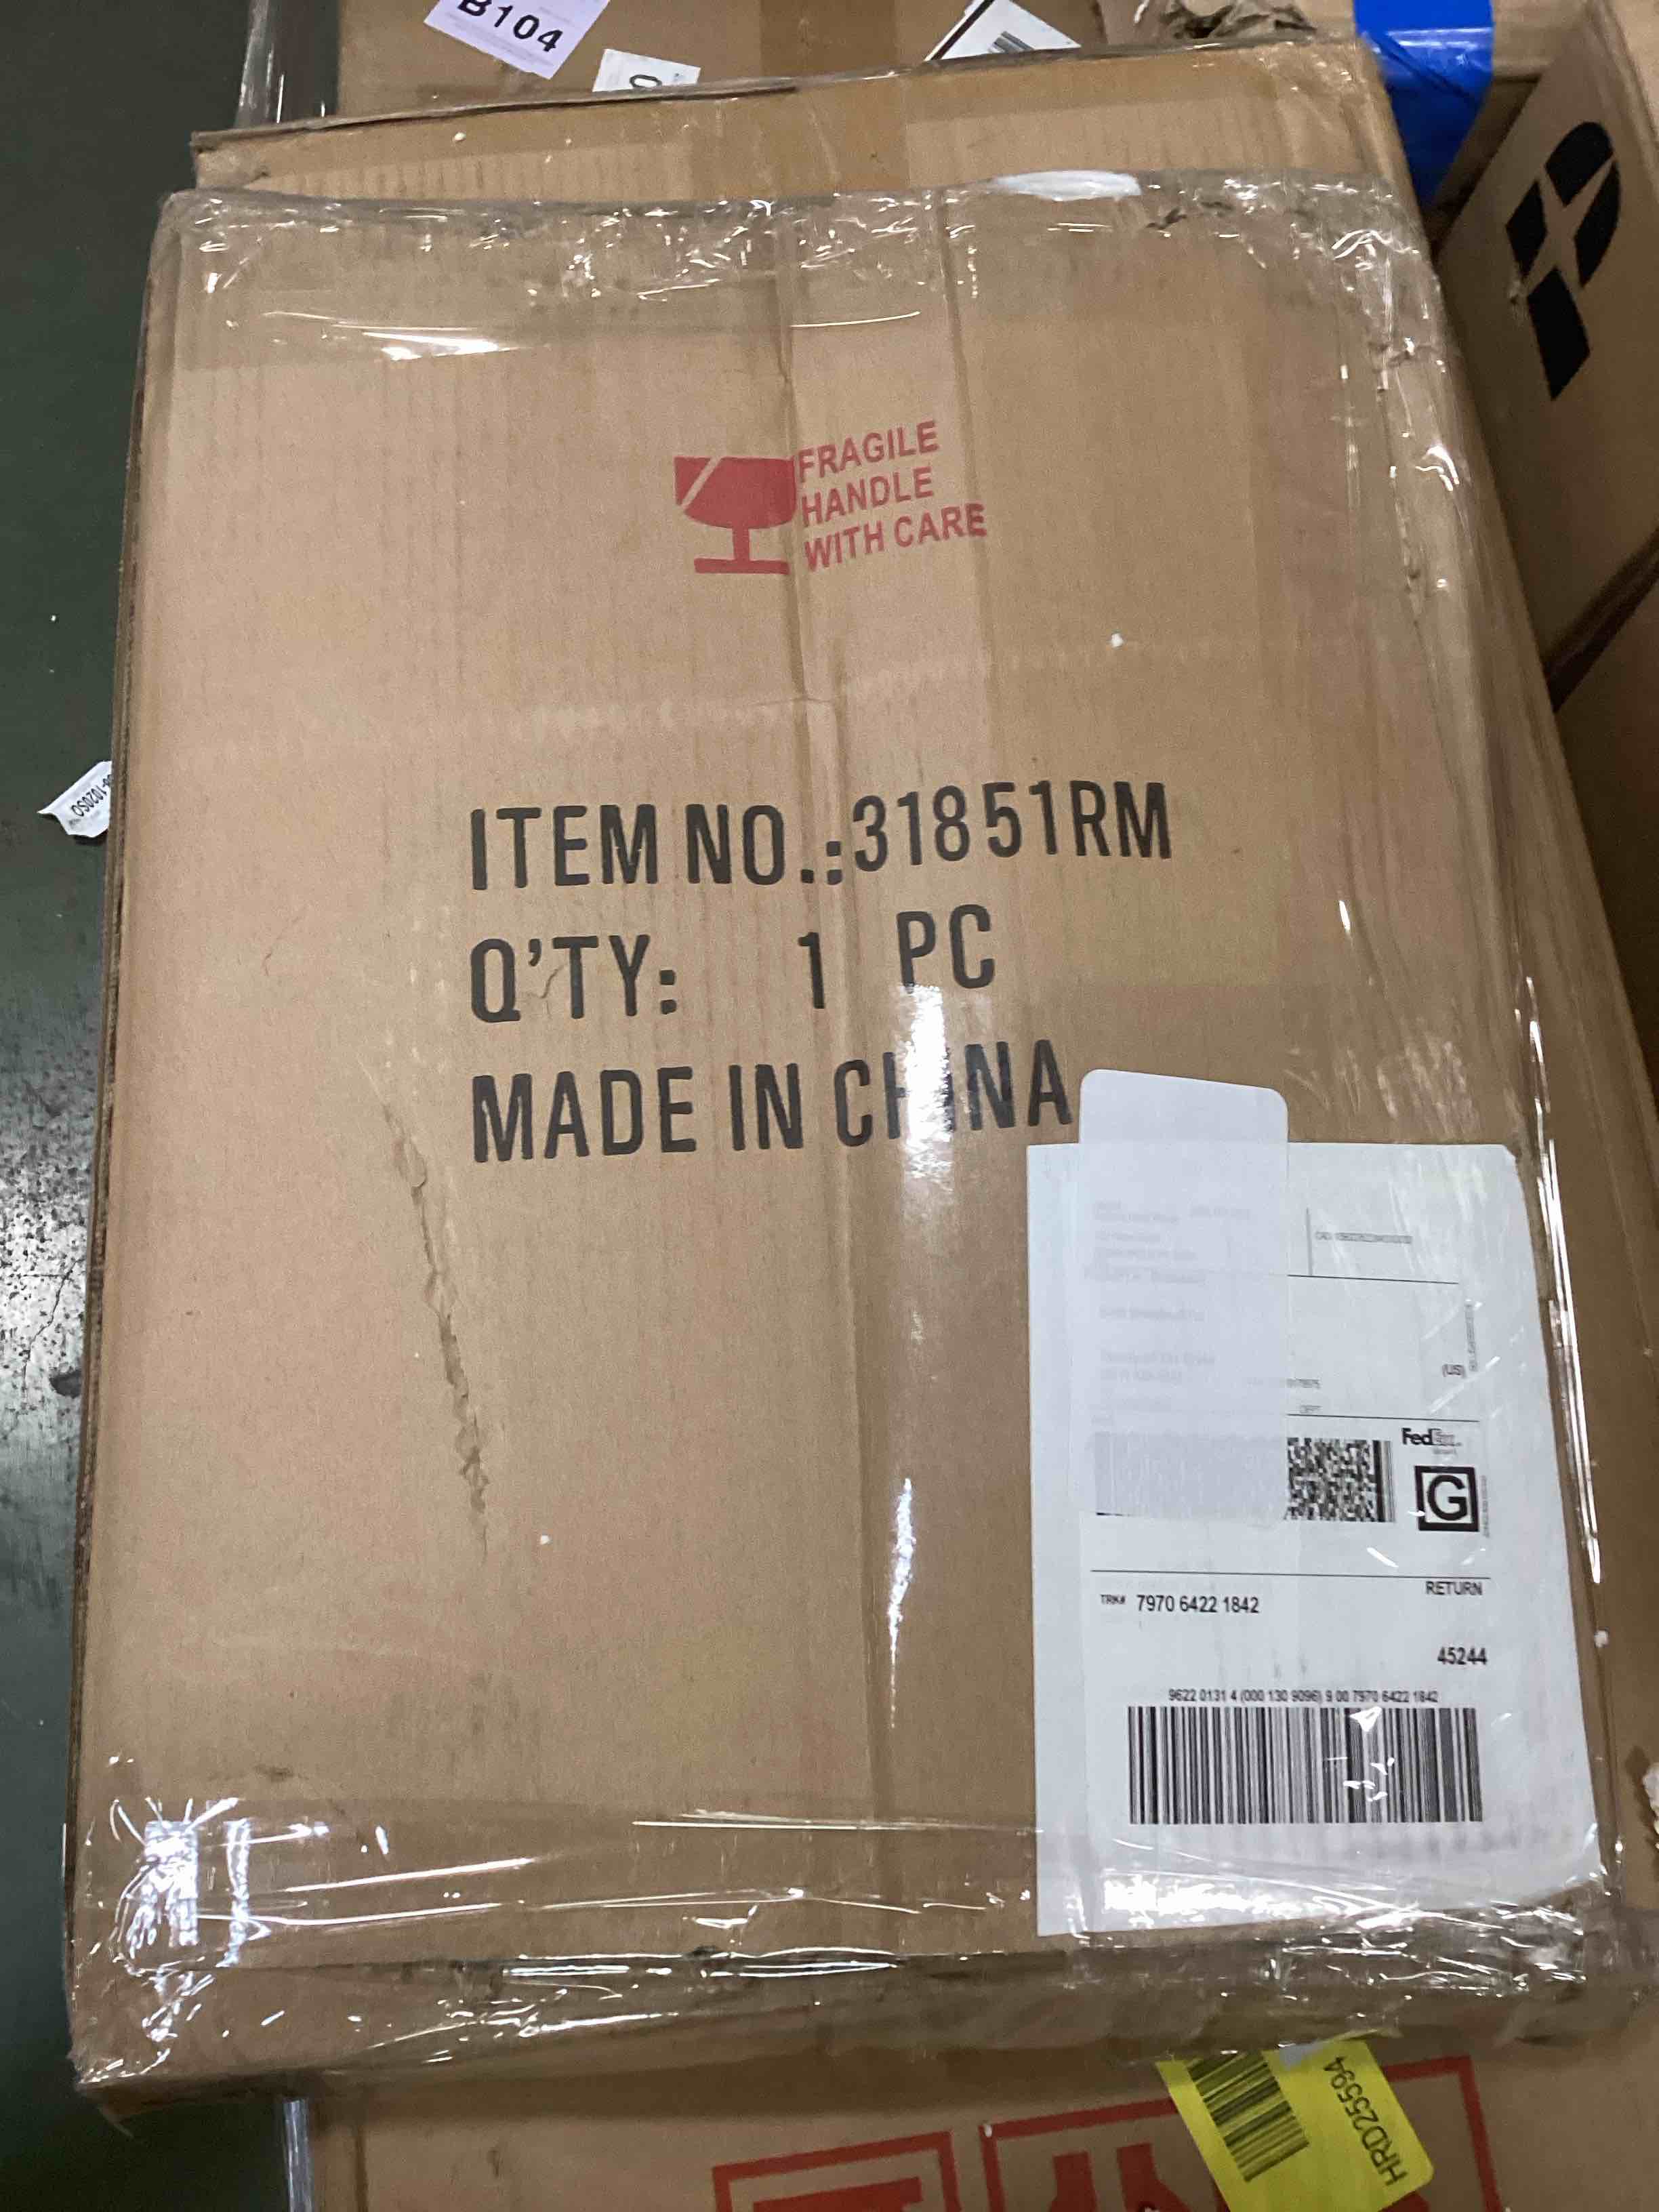 B104
FRAGILE
HANDLE
WITH CARE
ITEM NO.:31851RM
Q'TY: 1 PC
MADE IN CHINA
(US)
FedEx
G
RETURN
TRK# 7970 6422 1842
45244
9622 0131 4 (000 130 9096) 9 00 7970 6422 1842
HRD25594